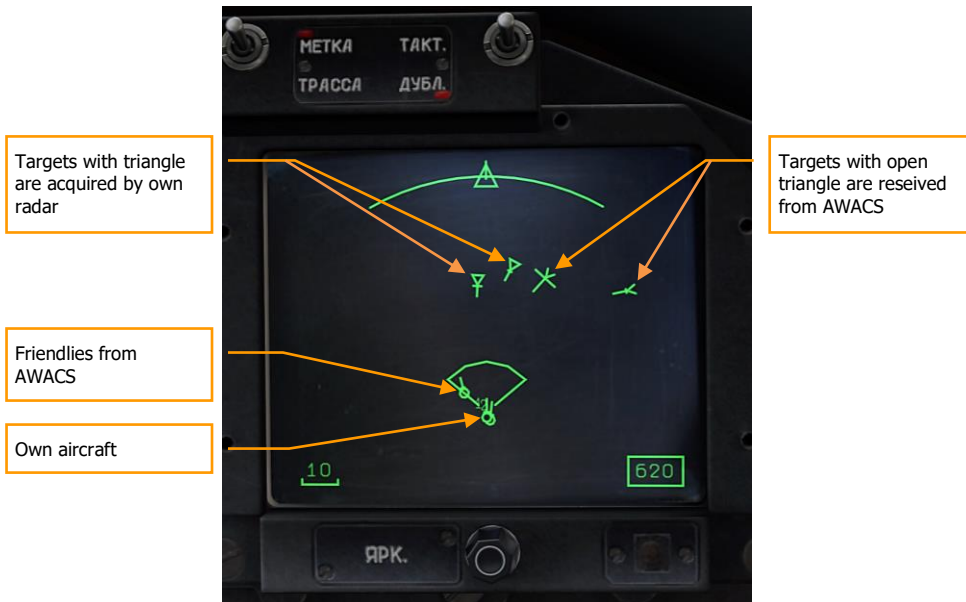 МЕТКА ТАКТ.
ТРАССА ДУБЛ.
Targets with triangle
are acquired by own
radar
Targets with open
triangle are reseived
from AWACS
Friendlies from
AWACS
Own aircraft
10
620
ЯРК.